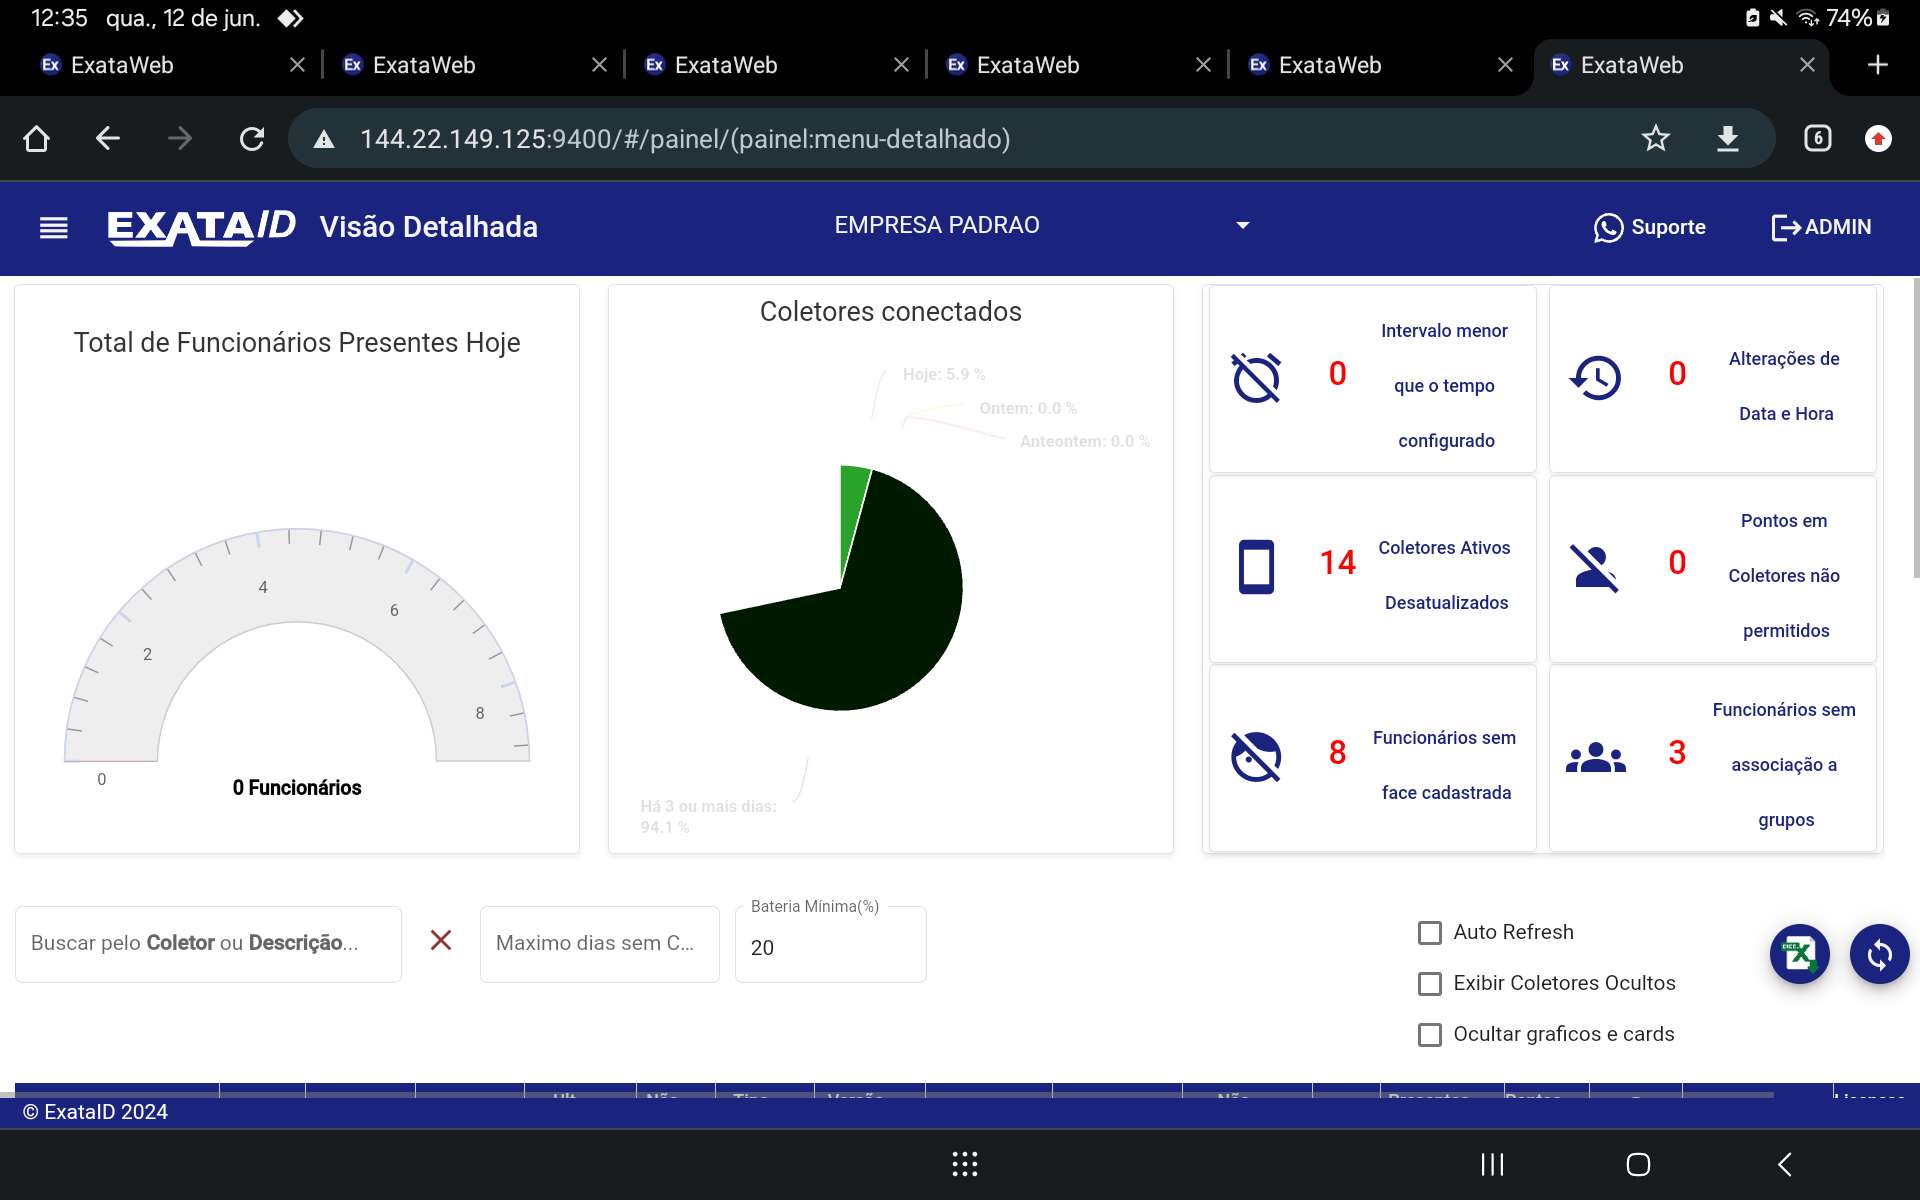 12:35 qua., 12 de jun. 74%
Ex ExataWeb Ex ExataWeb Ex ExataWeb Ex ExataWeb Ex ExataWeb Ex ExataWeb
144.22.149.125:9400/#/painel/(painel:menu-detalhado) 6
EXATAID Visão Detalhada EMPRESA PADRAO Suporte ADMIN
Total de Funcionários Presentes Hoje
0
2
4
6
8
0 Funcionários
Coletores conectados
Hoje: 5.9 %
Ontem: 0.0 %
Anteontem: 0.0 %
Há 3 ou mais dias:
94.1 %
0 Intervalo menor
que o tempo
configurado
0 Alterações de
Data e Hora
14 Coletores Ativos
Desatualizados
0 Pontos em
Coletores não
permitidos
8 Funcionários sem
face cadastrada
3 Funcionários sem
associação a
grupos
Buscar pelo Coletor ou Descrição...
Maximo dias sem C...
Bateria Mínima(%)
20
Auto Refresh
Exibir Coletores Ocultos
Ocultar graficos e cards
© ExataID 2024